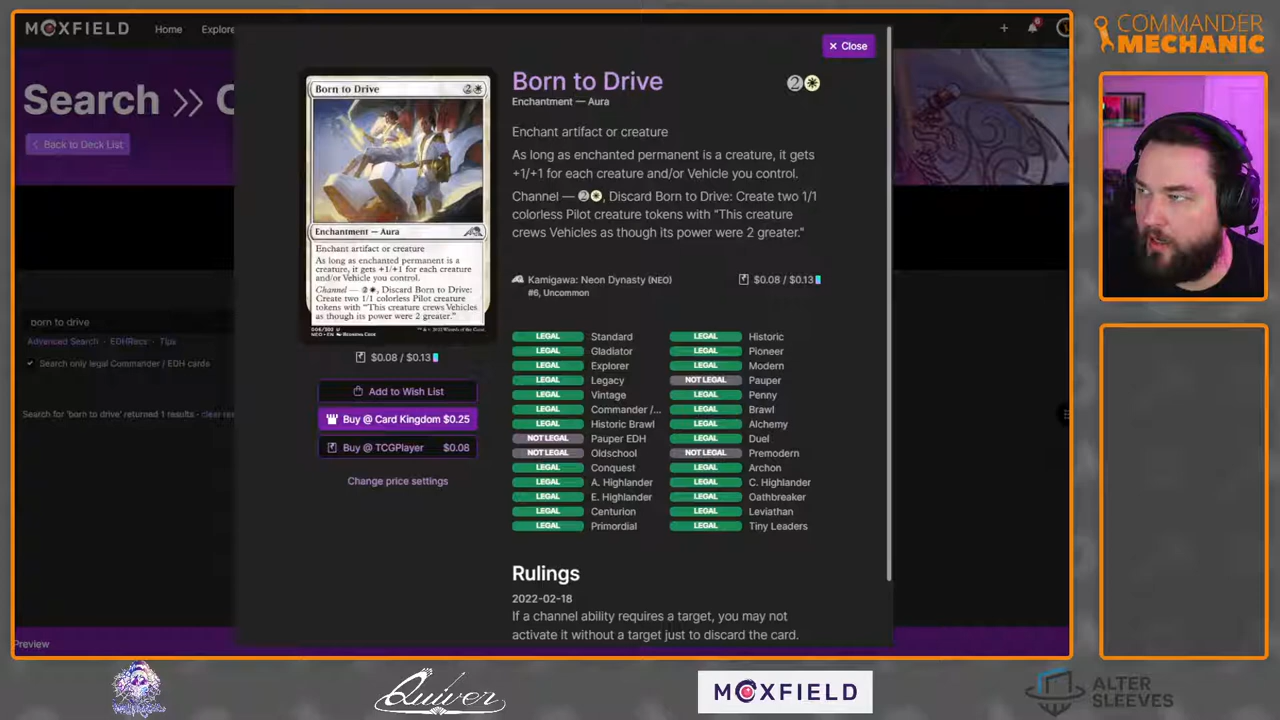 MOXFIELD
Home
Explore
6
COMMANDER
MECHANIC
Search >> C
< Back to Deck List
born to drive
Advanced Search · EDHRecs · Tips
Search only legal Commander / EDH cards
Search for 'born to drive' returned 1 results -
× Close
Born to Drive 2
Enchantment — Aura
Enchant artifact or creature
As long as enchanted permanent is a
creature, it gets +1/+1 for each creature
and/or Vehicle you control.
Channel — 2, Discard Born to Drive:
Create two 1/1 colorless Pilot creature
tokens with "This creature crews Vehicles
as though its power were 2 greater."
$0.08 / $0.13
Add to Wish List
Buy @ Card Kingdom $0.25
Buy @ TCGPlayer $0.08
Change price settings
Born to Drive 2
Enchantment — Aura
Enchant artifact or creature
As long as enchanted permanent is a creature, it gets
+1/+1 for each creature and/or Vehicle you control.
Channel — 2, Discard Born to Drive: Create two 1/1
colorless Pilot creature tokens with "This creature
crews Vehicles as though its power were 2 greater."
Kamigawa: Neon Dynasty (NEO) $0.08 / $0.13
#6, Uncommon
LEGAL Standard LEGAL Historic
LEGAL Gladiator LEGAL Pioneer
LEGAL Explorer LEGAL Modern
LEGAL Legacy NOT LEGAL Pauper
LEGAL Vintage LEGAL Penny
LEGAL Commander /... LEGAL Brawl
LEGAL Historic Brawl LEGAL Alchemy
NOT LEGAL Pauper EDH LEGAL Duel
NOT LEGAL Oldschool NOT LEGAL Premodern
LEGAL Conquest LEGAL Archon
LEGAL A. Highlander LEGAL C. Highlander
LEGAL E. Highlander LEGAL Oathbreaker
LEGAL Centurion LEGAL Leviathan
LEGAL Primordial LEGAL Tiny Leaders
Rulings
2022-02-18
If a channel ability requires a target, you may not
activate it without a target just to discard the card.
Preview
Quiver
MOXFIELD
ALTER
SLEEVES